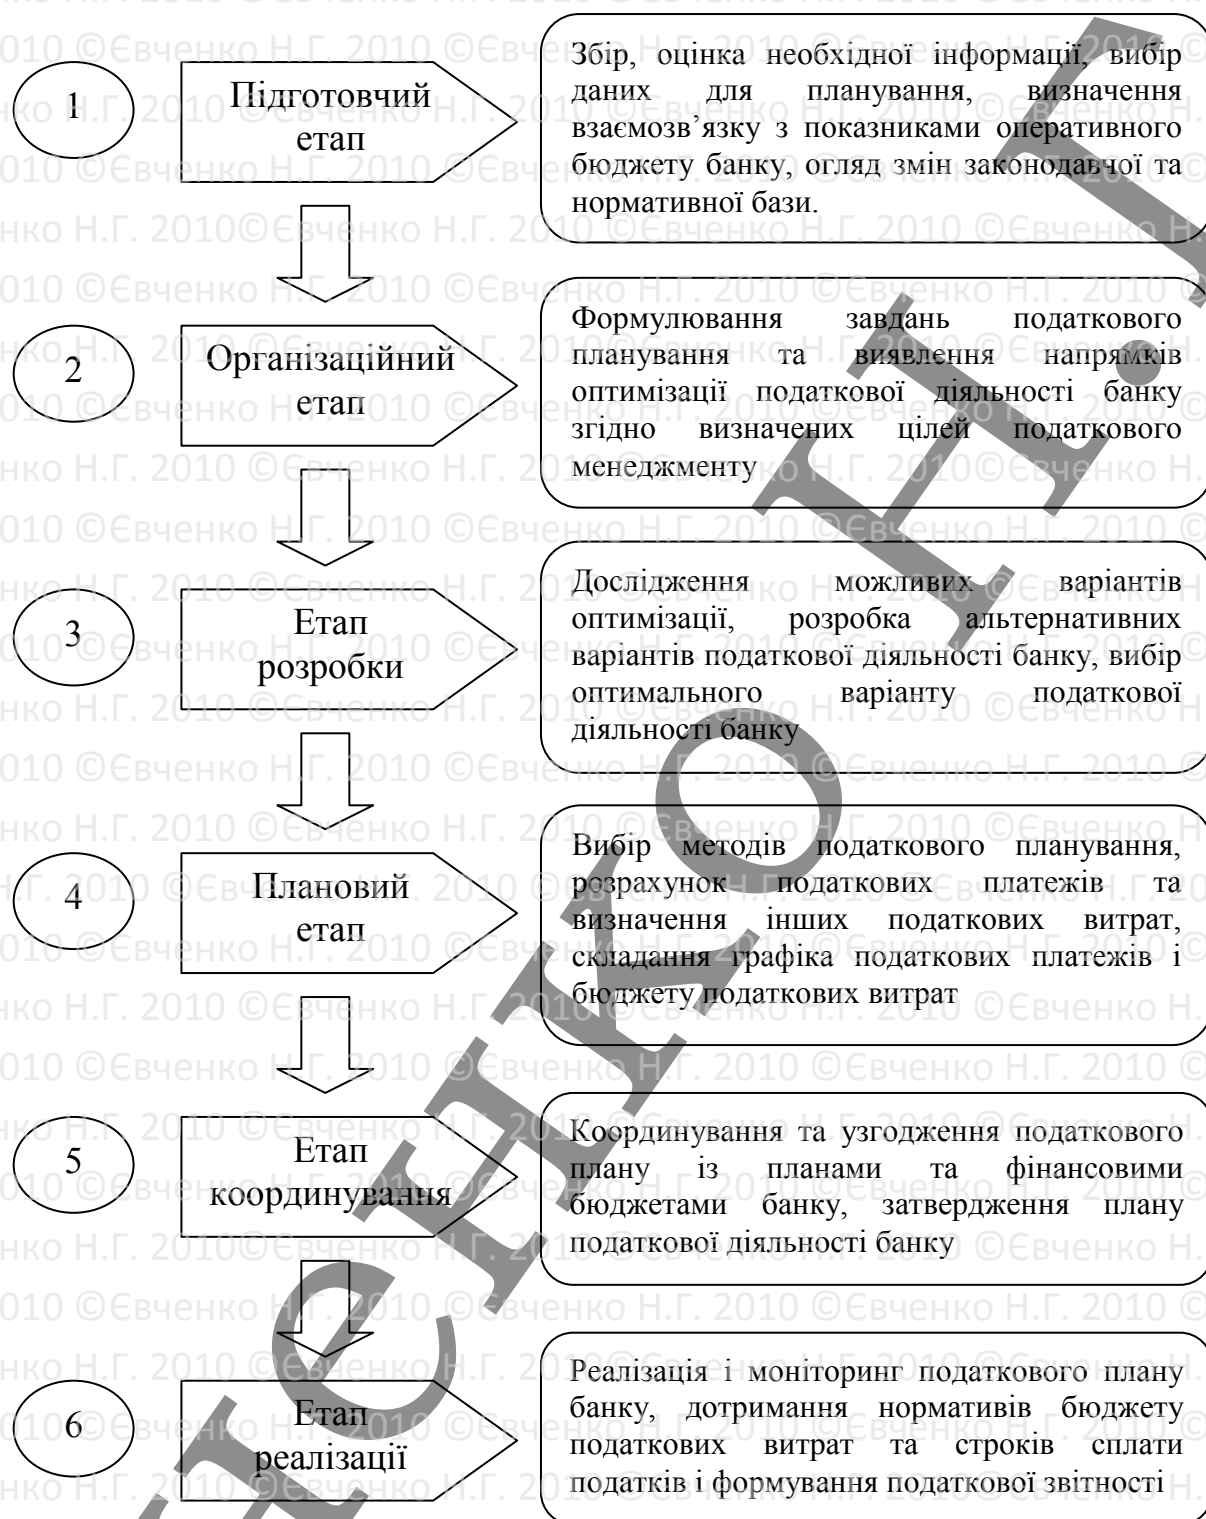 1
Підготовчий
етап
Збір, оцінка необхідної інформації, вибір
даних для планування, визначення
взаємозв’язку з показниками оперативного
бюджету банку, огляд змін законодавчої та
нормативної бази.
2
Організаційний
етап
Формулювання завдань податкового
планування та виявлення напрямків
оптимізації податкової діяльності банку
згідно визначених цілей податкового
менеджменту
3
Етап
розробки
Дослідження можливих варіантів
оптимізації, розробка альтернативних
варіантів податкової діяльності банку, вибір
оптимального варіанту податкової
діяльності банку
4
Плановий
етап
Вибір методів податкового планування,
розрахунок податкових платежів та
визначення інших податкових витрат,
складання графіка податкових платежів і
бюджету податкових витрат
5
Етап
координування
Координування та узгодження податкового
плану із планами та фінансовими
бюджетами банку, затвердження плану
податкової діяльності банку
6
Етап
реалізації
Реалізація і моніторинг податкового плану
банку, дотримання нормативів бюджету
податкових витрат та строків сплати
податків і формування податкової звітності